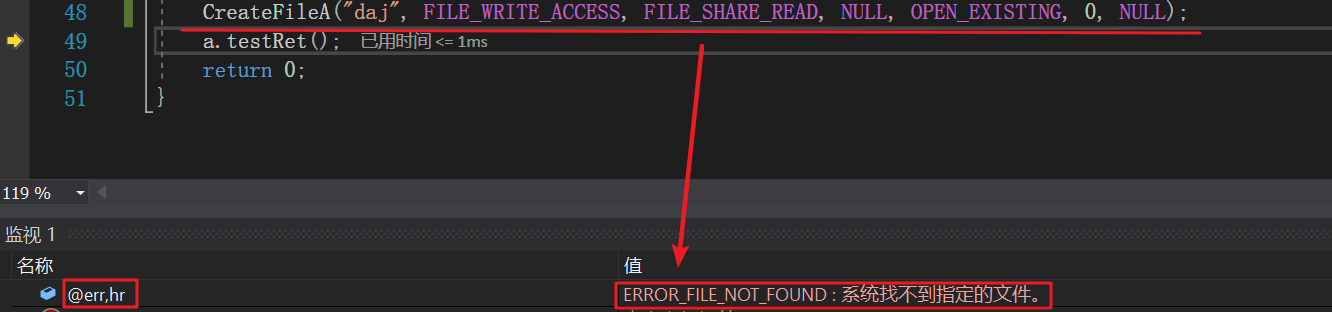 48 CreateFileA("daj", FILE_WRITE_ACCESS, FILE_SHARE_READ, NULL, OPEN_EXISTING, 0, NULL);
49 a.testRet(); 已用时间 <= 1ms
50 return 0;
51 }
119 %
监视 1
名称 值
@err,hr ERROR_FILE_NOT_FOUND : 系统找不到指定的文件。